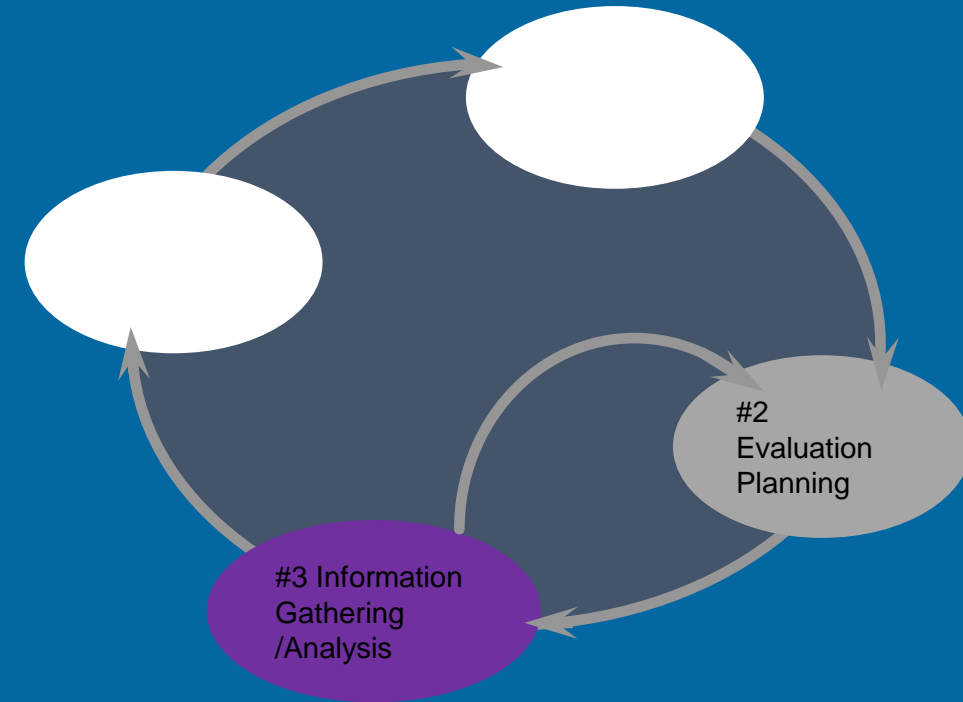 #2
Evaluation
Planning
#3 Information
Gathering
/Analysis